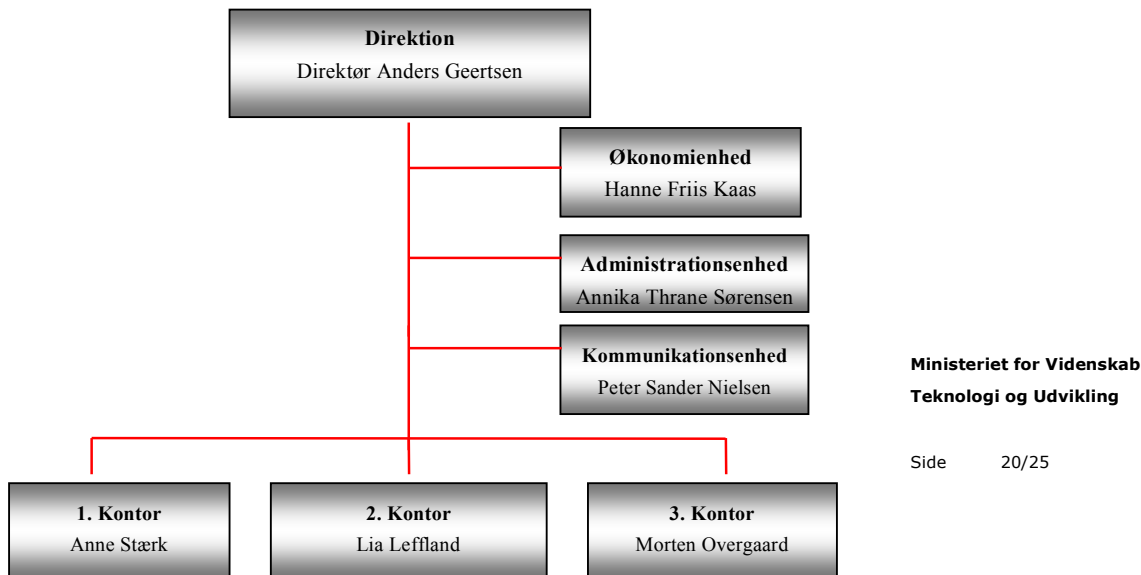 Direktion
Direktør Anders Geertsen
Økonomienhed
Hanne Friis Kaas
Administrationsenhed
Annika Thrane Sørensen
Kommunikationsenhed
Peter Sander Nielsen
Ministeriet for Videnskab
Teknologi og Udvikling
Side 20/25
1. Kontor
Anne Stærk
2. Kontor
Lia Leffland
3. Kontor
Morten Overgaard